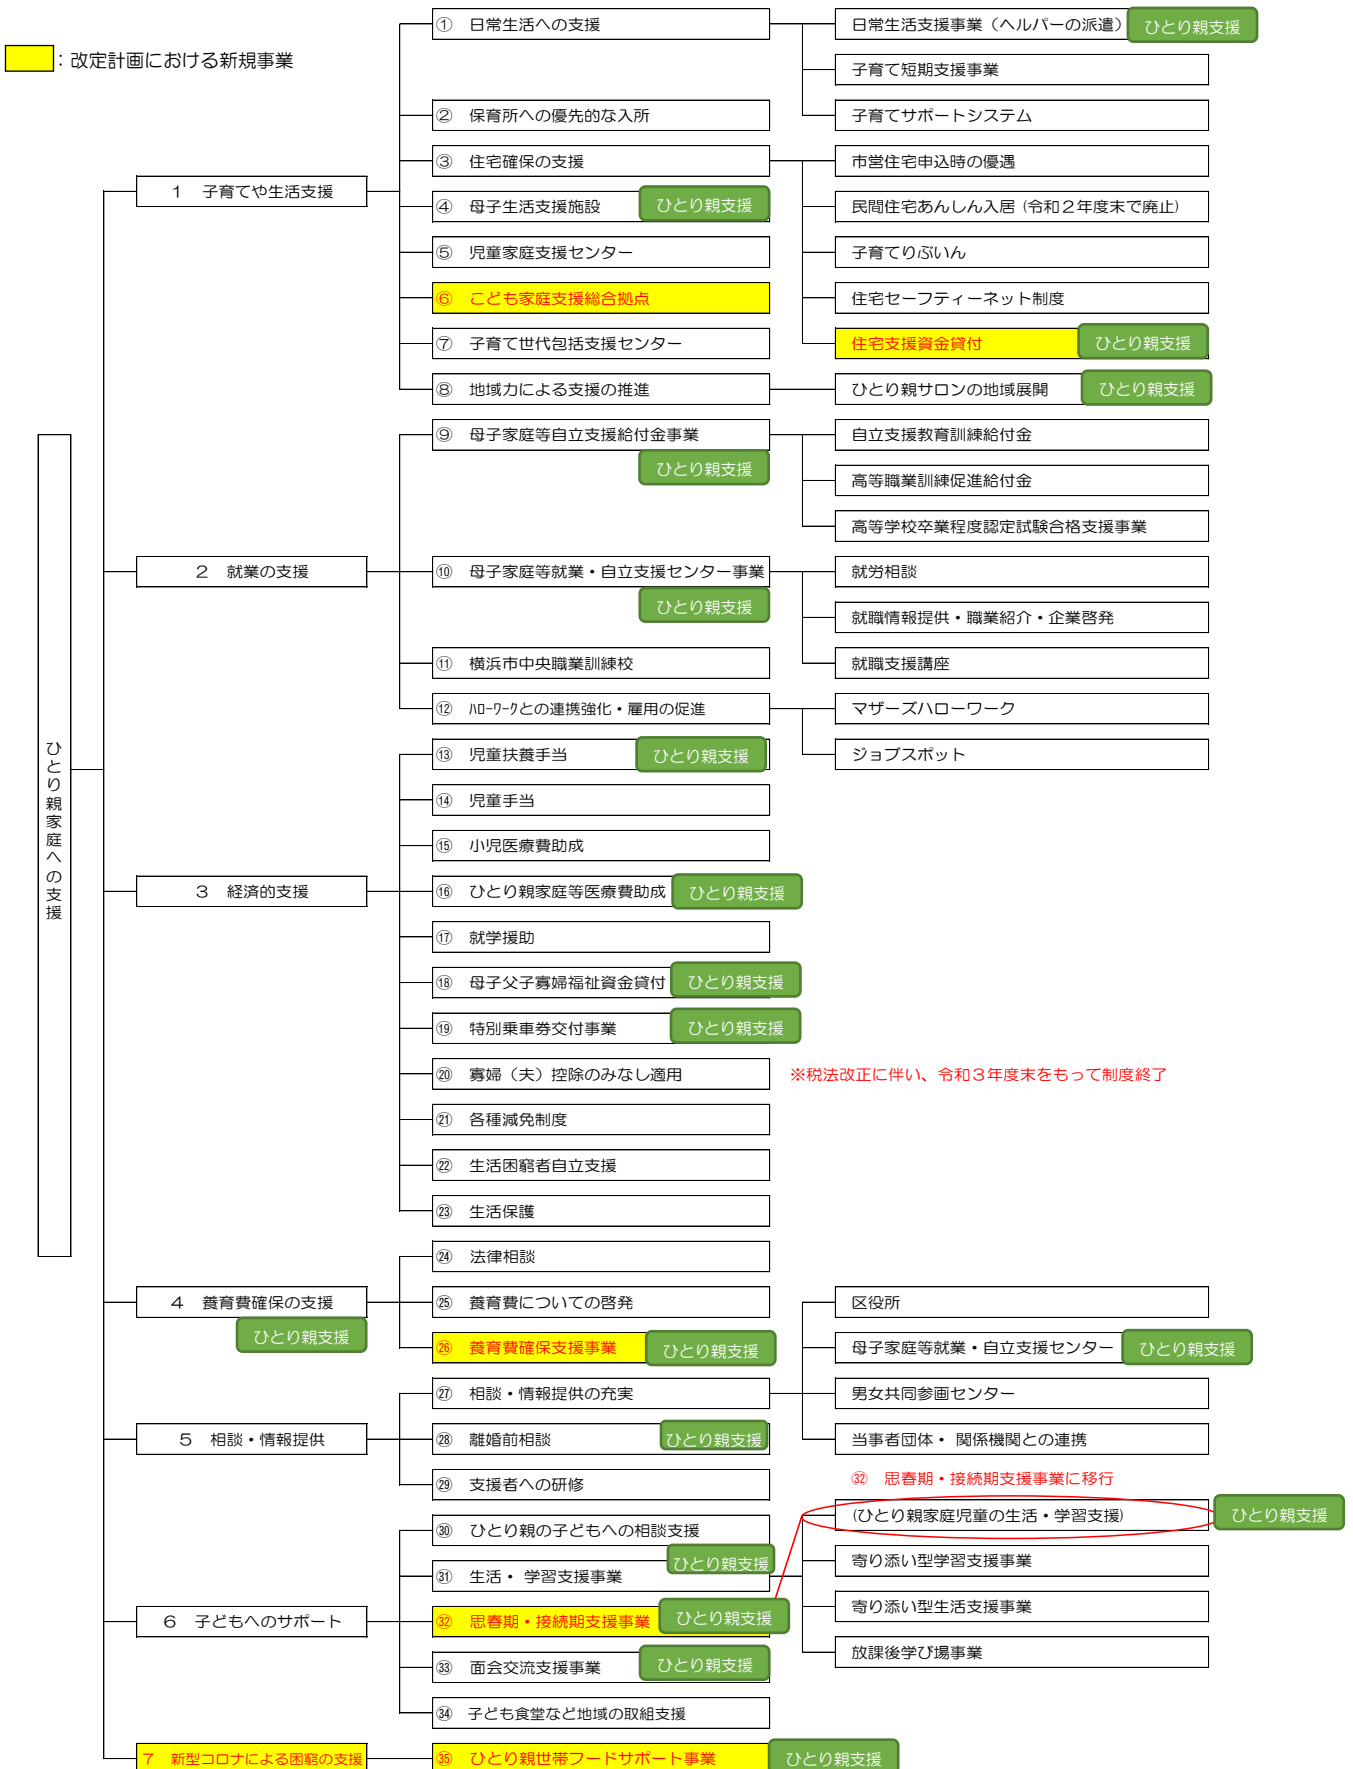 ：改定計画における新規事業
ひとり親家庭への支援
１　子育てや生活支援
①　日常生活への支援
日常生活支援事業（ヘルパーの派遣）
ひとり親支援
子育て短期支援事業
子育てサポートシステム
②　保育所への優先的な入所
③　住宅確保の支援
市営住宅申込時の優遇
民間住宅あんしん入居（令和２年度末で廃止）
子育てりぶいん
住宅セーフティーネット制度
住宅支援資金貸付
ひとり親支援
④　母子生活支援施設
ひとり親支援
⑤　児童家庭支援センター
⑥　こども家庭支援総合拠点
⑦　子育て世代包括支援センター
⑧　地域力による支援の推進
ひとり親サロンの地域展開
ひとり親支援
２　就業の支援
⑨　母子家庭等自立支援給付金事業
ひとり親支援
自立支援教育訓練給付金
高等職業訓練促進給付金
高等学校卒業程度認定試験合格支援事業
⑩　母子家庭等就業・自立支援センター事業
ひとり親支援
就労相談
就職情報提供・職業紹介・企業啓発
就職支援講座
⑪　横浜市中央職業訓練校
⑫　ﾊﾛｰﾜｰｸとの連携強化・雇用の促進
マザーズハローワーク
ジョブスポット
３　経済的支援
⑬　児童扶養手当
ひとり親支援
⑭　児童手当
⑮　小児医療費助成
⑯　ひとり親家庭等医療費助成
ひとり親支援
⑰　就学援助
⑱　母子父子寡婦福祉資金貸付
ひとり親支援
⑲　特別乗車券交付事業
ひとり親支援
⑳　寡婦（夫）控除のみなし適用
※税法改正に伴い、令和３年度末をもって制度終了
㉑　各種減免制度
㉒　生活困窮者自立支援
㉓　生活保護
４　養育費確保の支援
ひとり親支援
㉔　法律相談
㉕　養育費についての啓発
㉖　養育費確保支援事業
ひとり親支援
５　相談・情報提供
㉗　相談・情報提供の充実
区役所
母子家庭等就業・自立支援センター
ひとり親支援
男女共同参画センター
当事者団体・ 関係機関との連携
㉘　離婚前相談
ひとり親支援
㉙　支援者への研修
６　子どもへのサポート
㉚　ひとり親の子どもへの相談支援
㉛　生活・ 学習支援事業
ひとり親支援
㉜　思春期・接続期支援事業に移行
（ひとり親家庭児童の生活・学習支援）
ひとり親支援
寄り添い型学習支援事業
寄り添い型生活支援事業
放課後学び場事業
㉜　思春期・接続期支援事業
ひとり親支援
㉝　面会交流支援事業
ひとり親支援
㉞　子ども食堂など地域の取組支援
７　新型コロナによる困窮の支援
㉟　ひとり親世帯フードサポート事業
ひとり親支援